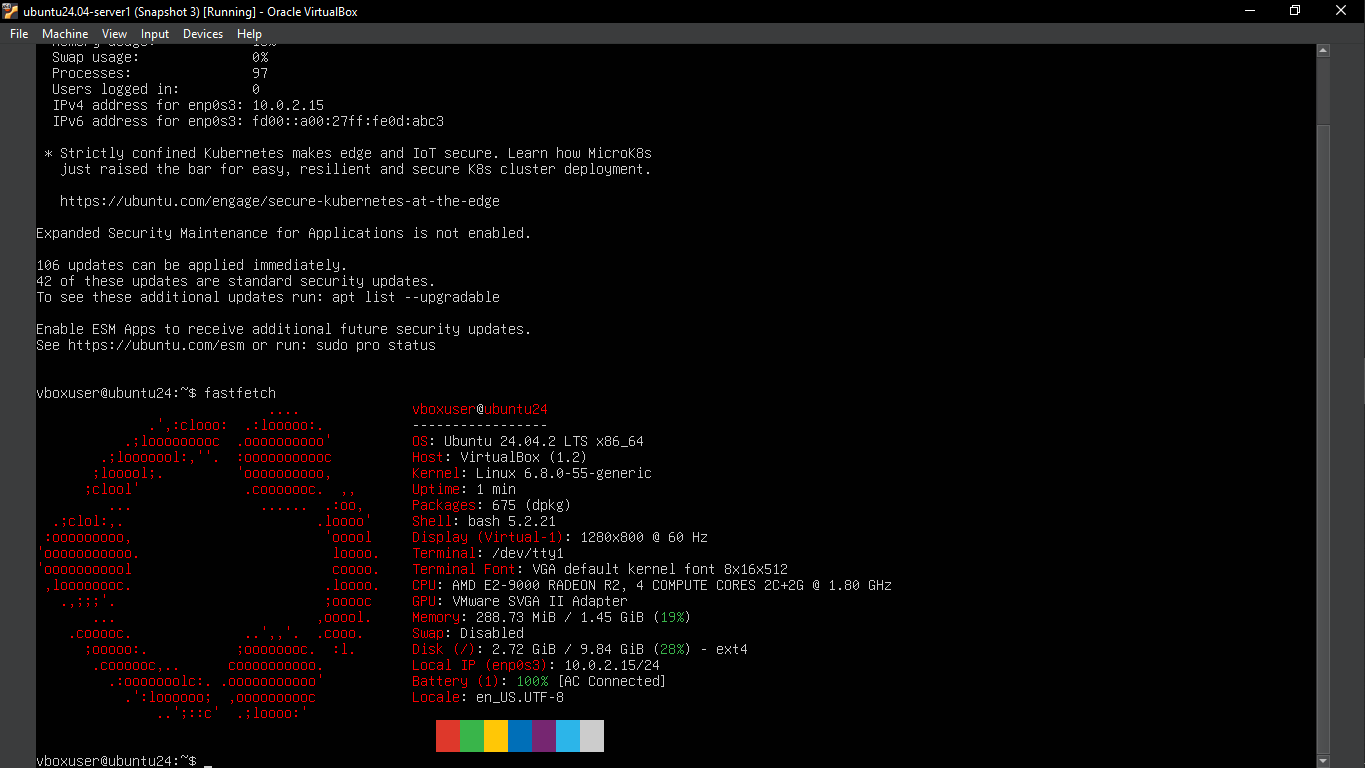 ubuntu24.04-server1 (Snapshot 3) [Running] - Oracle VirtualBox
File Machine View Input Devices Help
Memory usage: 18%
Swap usage: 0%
Processes: 97
Users logged in: 0
IPv4 address for enp0s3: 10.0.2.15
IPv6 address for enp0s3: fd00::a00:27ff:fe0d:abc3
* Strictly confined Kubernetes makes edge and IoT secure. Learn how MicroK8s
just raised the bar for easy, resilient and secure K8s cluster deployment.
https://ubuntu.com/engage/secure-kubernetes-at-the-edge
Expanded Security Maintenance for Applications is not enabled.
106 updates can be applied immediately.
42 of these updates are standard security updates.
To see these additional updates run: apt list --upgradable
Enable ESM Apps to receive additional future security updates.
See https://ubuntu.com/esm or run: sudo pro status
vboxuser@ubuntu24:~$ fastfetch
vboxuser@ubuntu24
-----------------
OS: Ubuntu 24.04.2 LTS x86_64
Host: VirtualBox (1.2)
Kernel: Linux 6.8.0-55-generic
Uptime: 1 min
Packages: 675 (dpkg)
Shell: bash 5.2.21
Display (Virtual-1): 1280x800 @ 60 Hz
Terminal: /dev/tty1
Terminal Font: VGA default kernel font 8x16x512
CPU: AMD E2-9000 RADEON R2, 4 COMPUTE CORES 2C+2G @ 1.80 GHz
GPU: VMware SVGA II Adapter
Memory: 288.73 MiB / 1.45 GiB (19%)
Swap: Disabled
Disk (/): 2.72 GiB / 9.84 GiB (28%) - ext4
Local IP (enp0s3): 10.0.2.15/24
Battery (1): 100% [AC Connected]
Locale: en_US.UTF-8
vboxuser@ubuntu24:~$ _